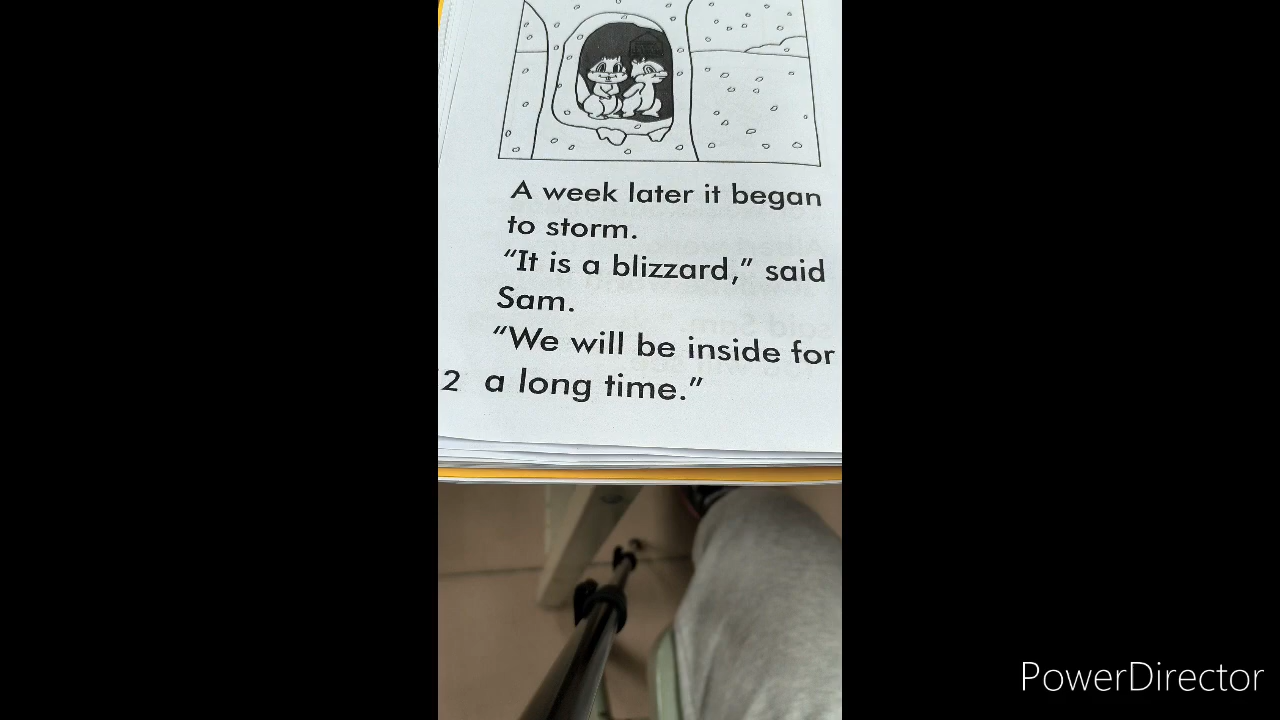 A week later it began
to storm.
“It is a blizzard,” said
Sam.
“We will be inside for
2 a long time.”
PowerDirector